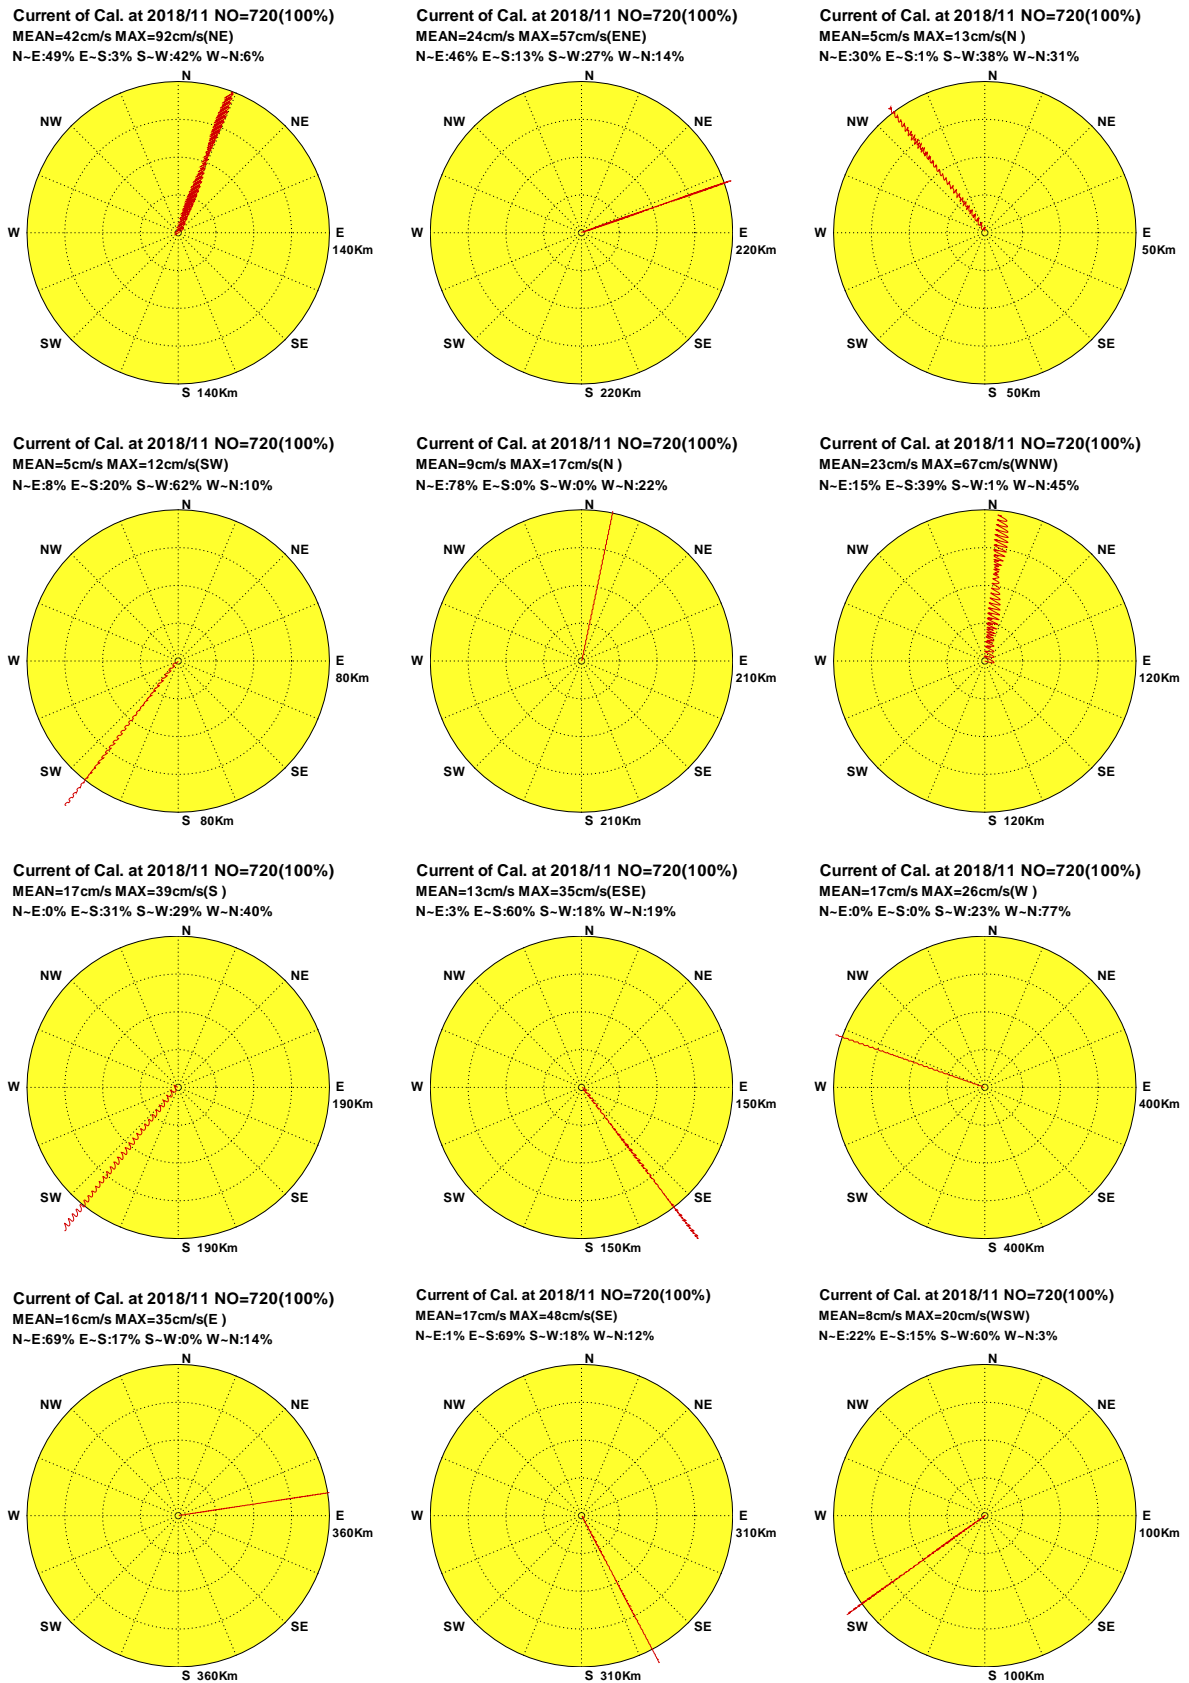 Current of Cal. at 2018/11 NO=720(100%)
MEAN=42cm/s MAX=92cm/s(NE)
N~E:49% E~S:3% S~W:42% W~N:6%
N
NW
NE
W
E
140Km
SW
SE
S 140Km
Current of Cal. at 2018/11 NO=720(100%)
MEAN=24cm/s MAX=57cm/s(ENE)
N~E:46% E~S:13% S~W:27% W~N:14%
N
NW
NE
W
E
220Km
SW
SE
S 220Km
Current of Cal. at 2018/11 NO=720(100%)
MEAN=5cm/s MAX=13cm/s(N )
N~E:30% E~S:1% S~W:38% W~N:31%
N
NW
NE
W
E
50Km
SW
SE
S 50Km
Current of Cal. at 2018/11 NO=720(100%)
MEAN=5cm/s MAX=12cm/s(SW)
N~E:8% E~S:20% S~W:62% W~N:10%
N
NW
NE
W
E
80Km
SW
SE
S 80Km
Current of Cal. at 2018/11 NO=720(100%)
MEAN=9cm/s MAX=17cm/s(N )
N~E:78% E~S:0% S~W:0% W~N:22%
N
NW
NE
W
E
210Km
SW
SE
S 210Km
Current of Cal. at 2018/11 NO=720(100%)
MEAN=23cm/s MAX=67cm/s(WNW)
N~E:15% E~S:39% S~W:1% W~N:45%
N
NW
NE
W
E
120Km
SW
SE
S 120Km
Current of Cal. at 2018/11 NO=720(100%)
MEAN=17cm/s MAX=39cm/s(S )
N~E:0% E~S:31% S~W:29% W~N:40%
N
NW
NE
W
E
190Km
SW
SE
S 190Km
Current of Cal. at 2018/11 NO=720(100%)
MEAN=13cm/s MAX=35cm/s(ESE)
N~E:3% E~S:60% S~W:18% W~N:19%
N
NW
NE
W
E
150Km
SW
SE
S 150Km
Current of Cal. at 2018/11 NO=720(100%)
MEAN=17cm/s MAX=26cm/s(W )
N~E:0% E~S:0% S~W:23% W~N:77%
N
NW
NE
W
E
400Km
SW
SE
S 400Km
Current of Cal. at 2018/11 NO=720(100%)
MEAN=16cm/s MAX=35cm/s(E )
N~E:69% E~S:17% S~W:0% W~N:14%
N
NW
NE
W
E
360Km
SW
SE
S 360Km
Current of Cal. at 2018/11 NO=720(100%)
MEAN=17cm/s MAX=48cm/s(SE)
N~E:1% E~S:69% S~W:18% W~N:12%
N
NW
NE
W
E
310Km
SW
SE
S 310Km
Current of Cal. at 2018/11 NO=720(100%)
MEAN=8cm/s MAX=20cm/s(WSW)
N~E:22% E~S:15% S~W:60% W~N:3%
N
NW
NE
W
E
100Km
SW
SE
S 100Km